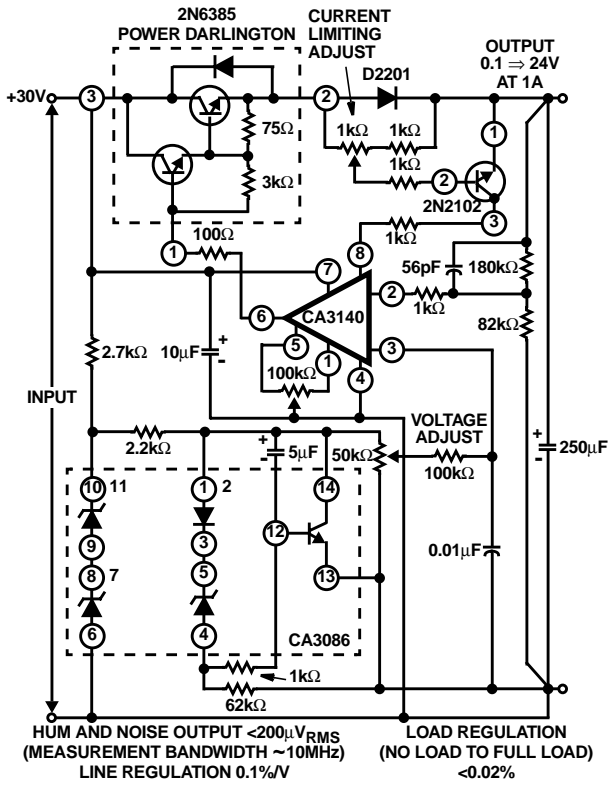 2N6385
POWER DARLINGTON
CURRENT
LIMITING
ADJUST
OUTPUT
0.1 ⇒ 24V
AT 1A
D2201
+30V
3
2
1
75Ω
3kΩ
1kΩ
1kΩ
1kΩ
2
2N2102
3
1
100Ω
1kΩ
8
7
56pF
180kΩ
6
CA3140
2
1kΩ
82kΩ
5
1
3
4
2.7kΩ
10µF
+
-
100kΩ
INPUT
VOLTAGE
ADJUST
2.2kΩ
+
-
5µF
50kΩ
100kΩ
+
-
250µF
10
11
1
2
14
9
3
12
8
7
5
13
0.01µF
6
4
CA3086
1kΩ
62kΩ
HUM AND NOISE OUTPUT <200µVRMS
(MEASUREMENT BANDWIDTH ~10MHz)
LINE REGULATION 0.1%/V
LOAD REGULATION
(NO LOAD TO FULL LOAD)
<0.02%